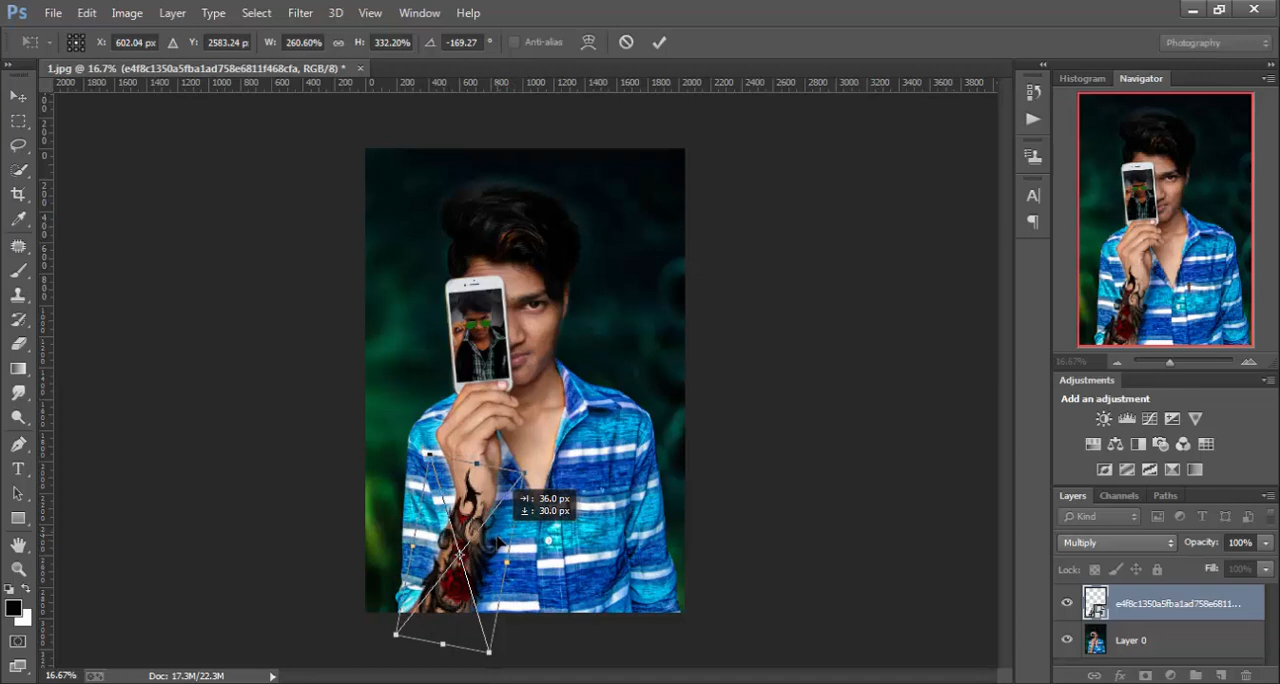 Ps File Edit Image Layer Type Select Filter 3D View Window Help
X: 602.04 px Y: 2583.24 p W: 260.60% H: 332.20% -169.27 ° Anti-alias Photography
1.jpg @ 16.7% (e4f8c1350a5fba1ad758e6811f468cfa, RGB/8) * ×
2000 1800 1600 1400 1200 1000 800 600 400 200 0 200 400 600 800 1000 1200 1400 1600 1800 2000 2200 2400 2600 2800 3000 3200 3400 3600 3800
Histogram Navigator
16.67%
Adjustments
Add an adjustment
36.0 px
30.0 px
Layers Channels Paths
Kind
Multiply Opacity: 100%
Lock: Fill: 100%
e4f8c1350a5fba1ad758e6811...
Layer 0
16.67% Doc: 17.3M/22.3M